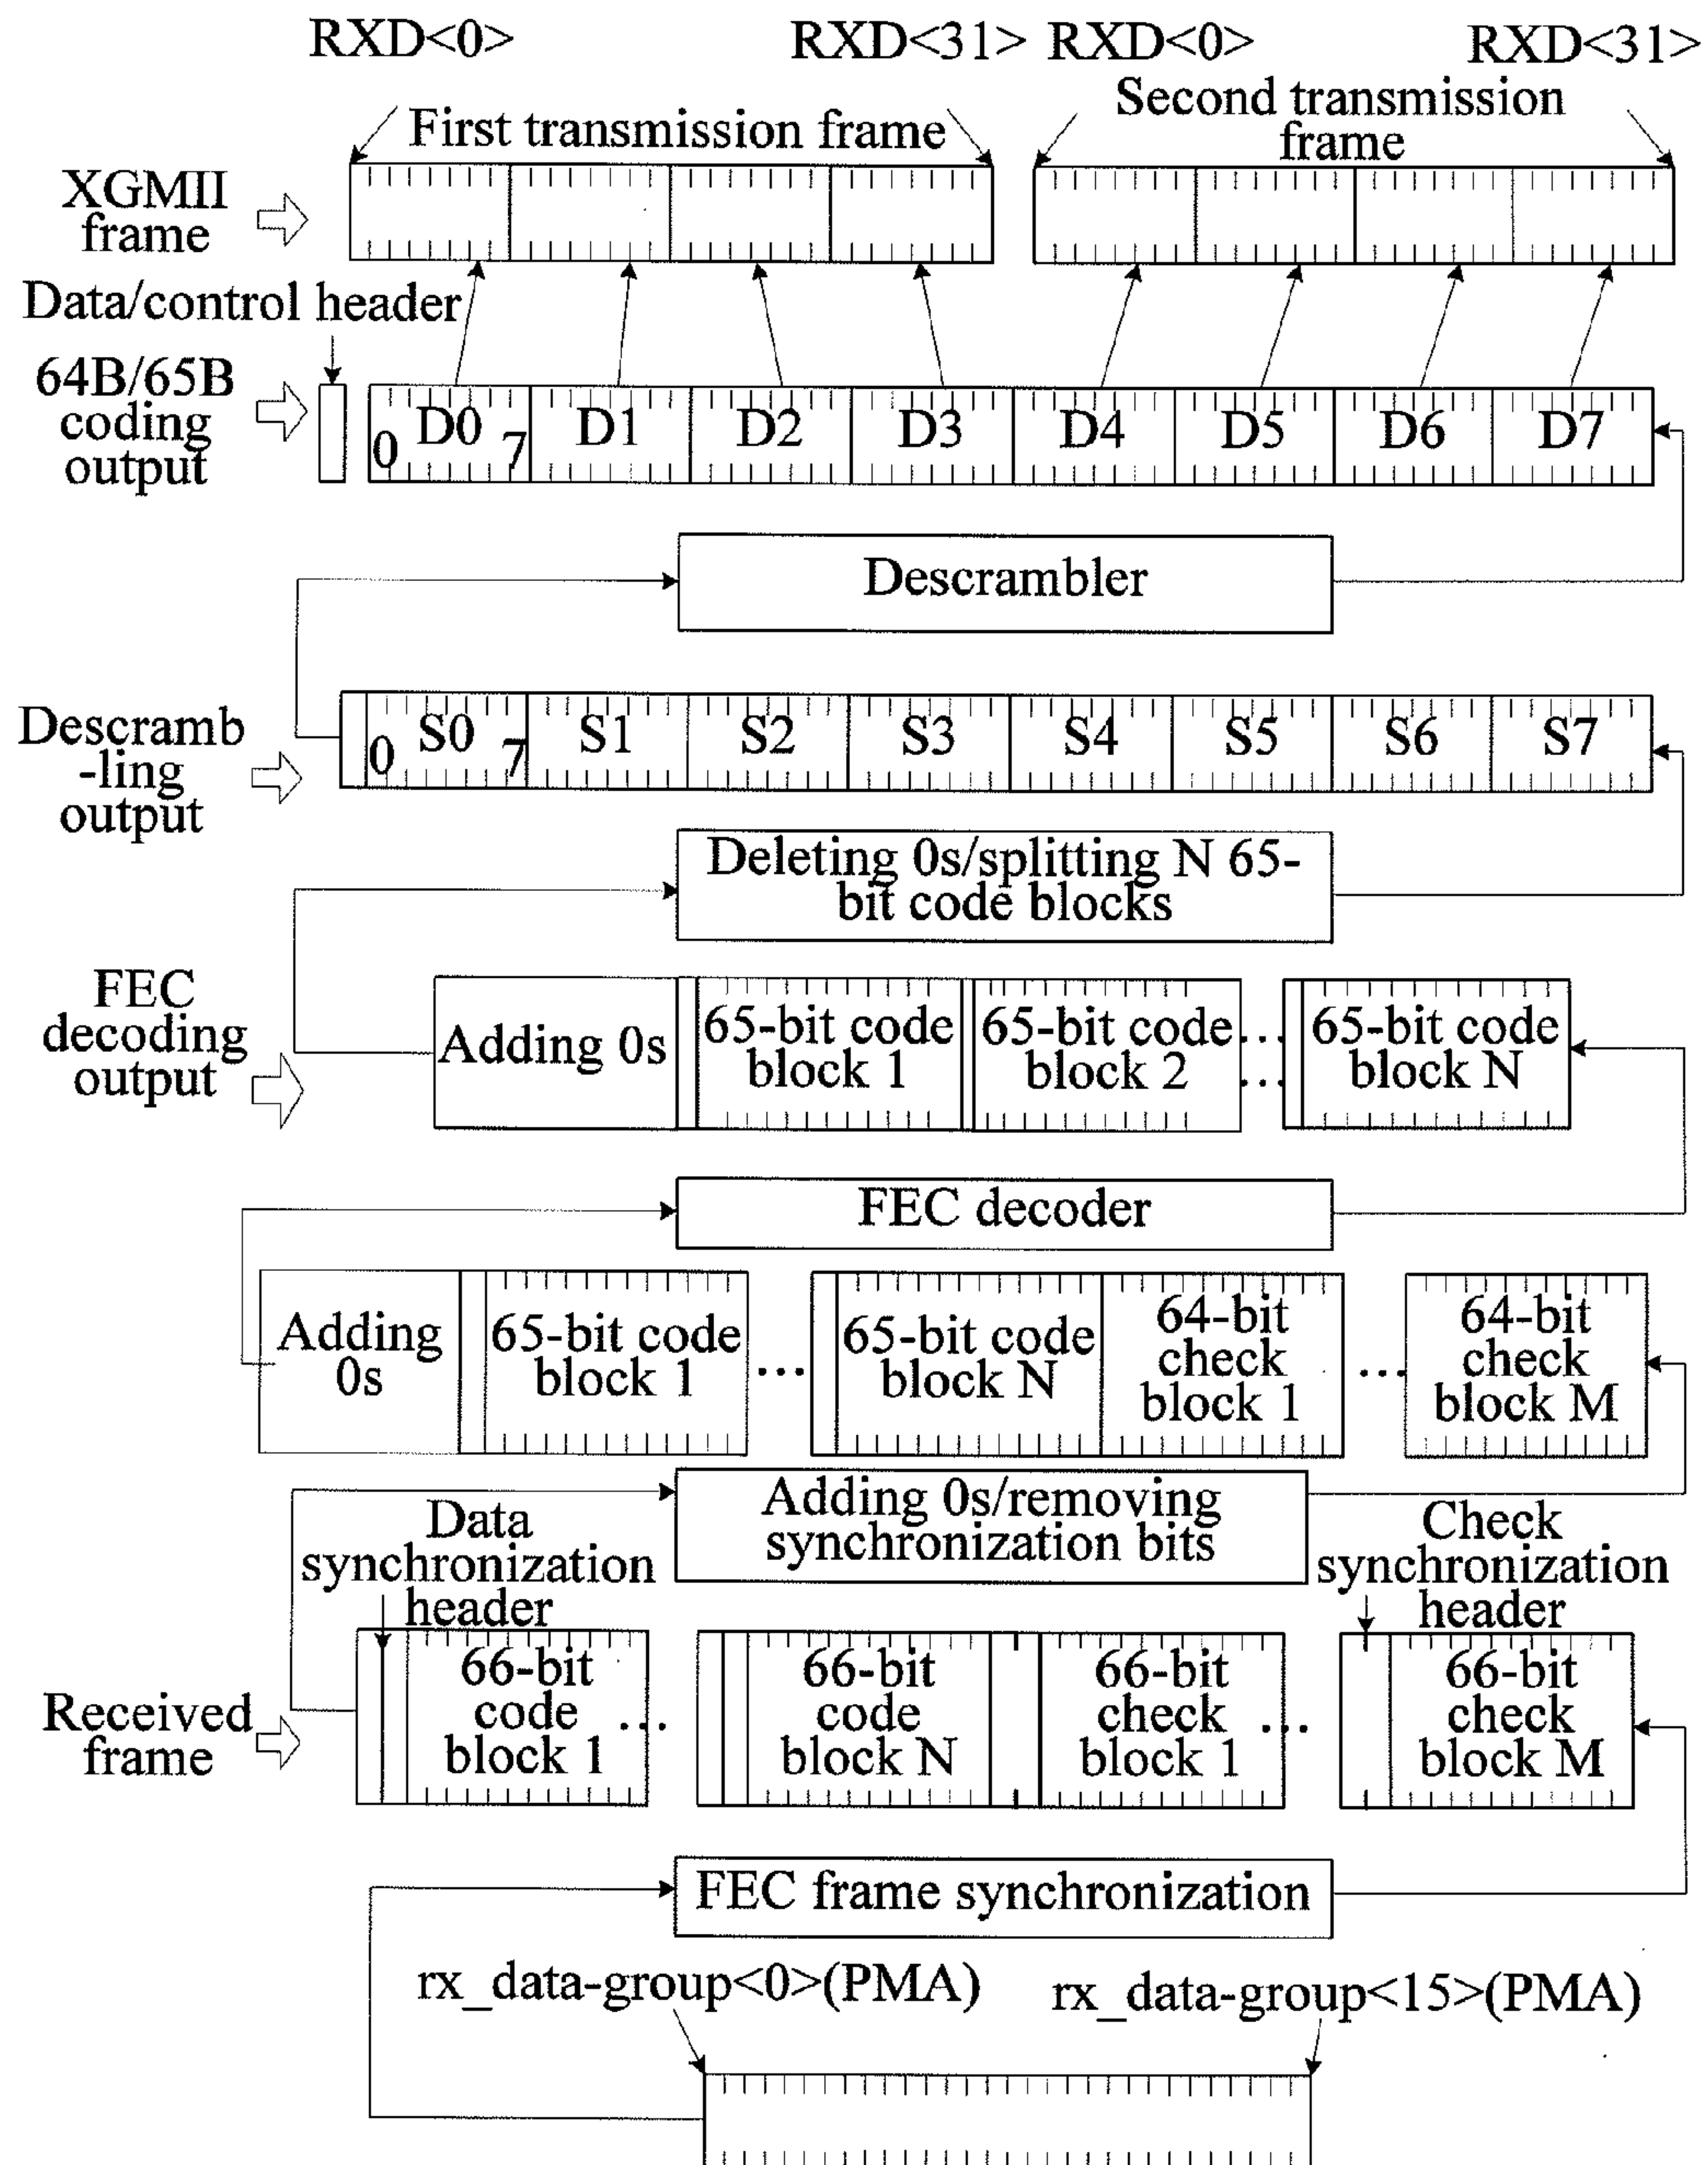 RXD<0> RXD<31> RXD<0> RXD<31>
First transmission frame
Second transmission
frame
XGMII
frame
Data/control header
64B/65B
coding
output
0 D0 7 D1 D2 D3 D4 D5 D6 D7
Descrambler
Descramb
-ling
output
0 S0 7 S1 S2 S3 S4 S5 S6 S7
Deleting 0s/splitting N 65-
bit code blocks
FEC
decoding
output
Adding 0s
65-bit code
block 1
65-bit code
block 2
...
...
65-bit code
block N
FEC decoder
Adding
0s
65-bit code
block 1
...
65-bit code
block N
64-bit
check
block 1
...
64-bit
check
block M
Adding 0s/removing
synchronization bits
Data
synchronization
header
Check
synchronization
header
Received
frame
66-bit
code
block 1
...
66-bit
code
block N
66-bit
check
block 1
...
66-bit
check
block M
FEC frame synchronization
rx_data-group<0>(PMA)
rx_data-group<15>(PMA)